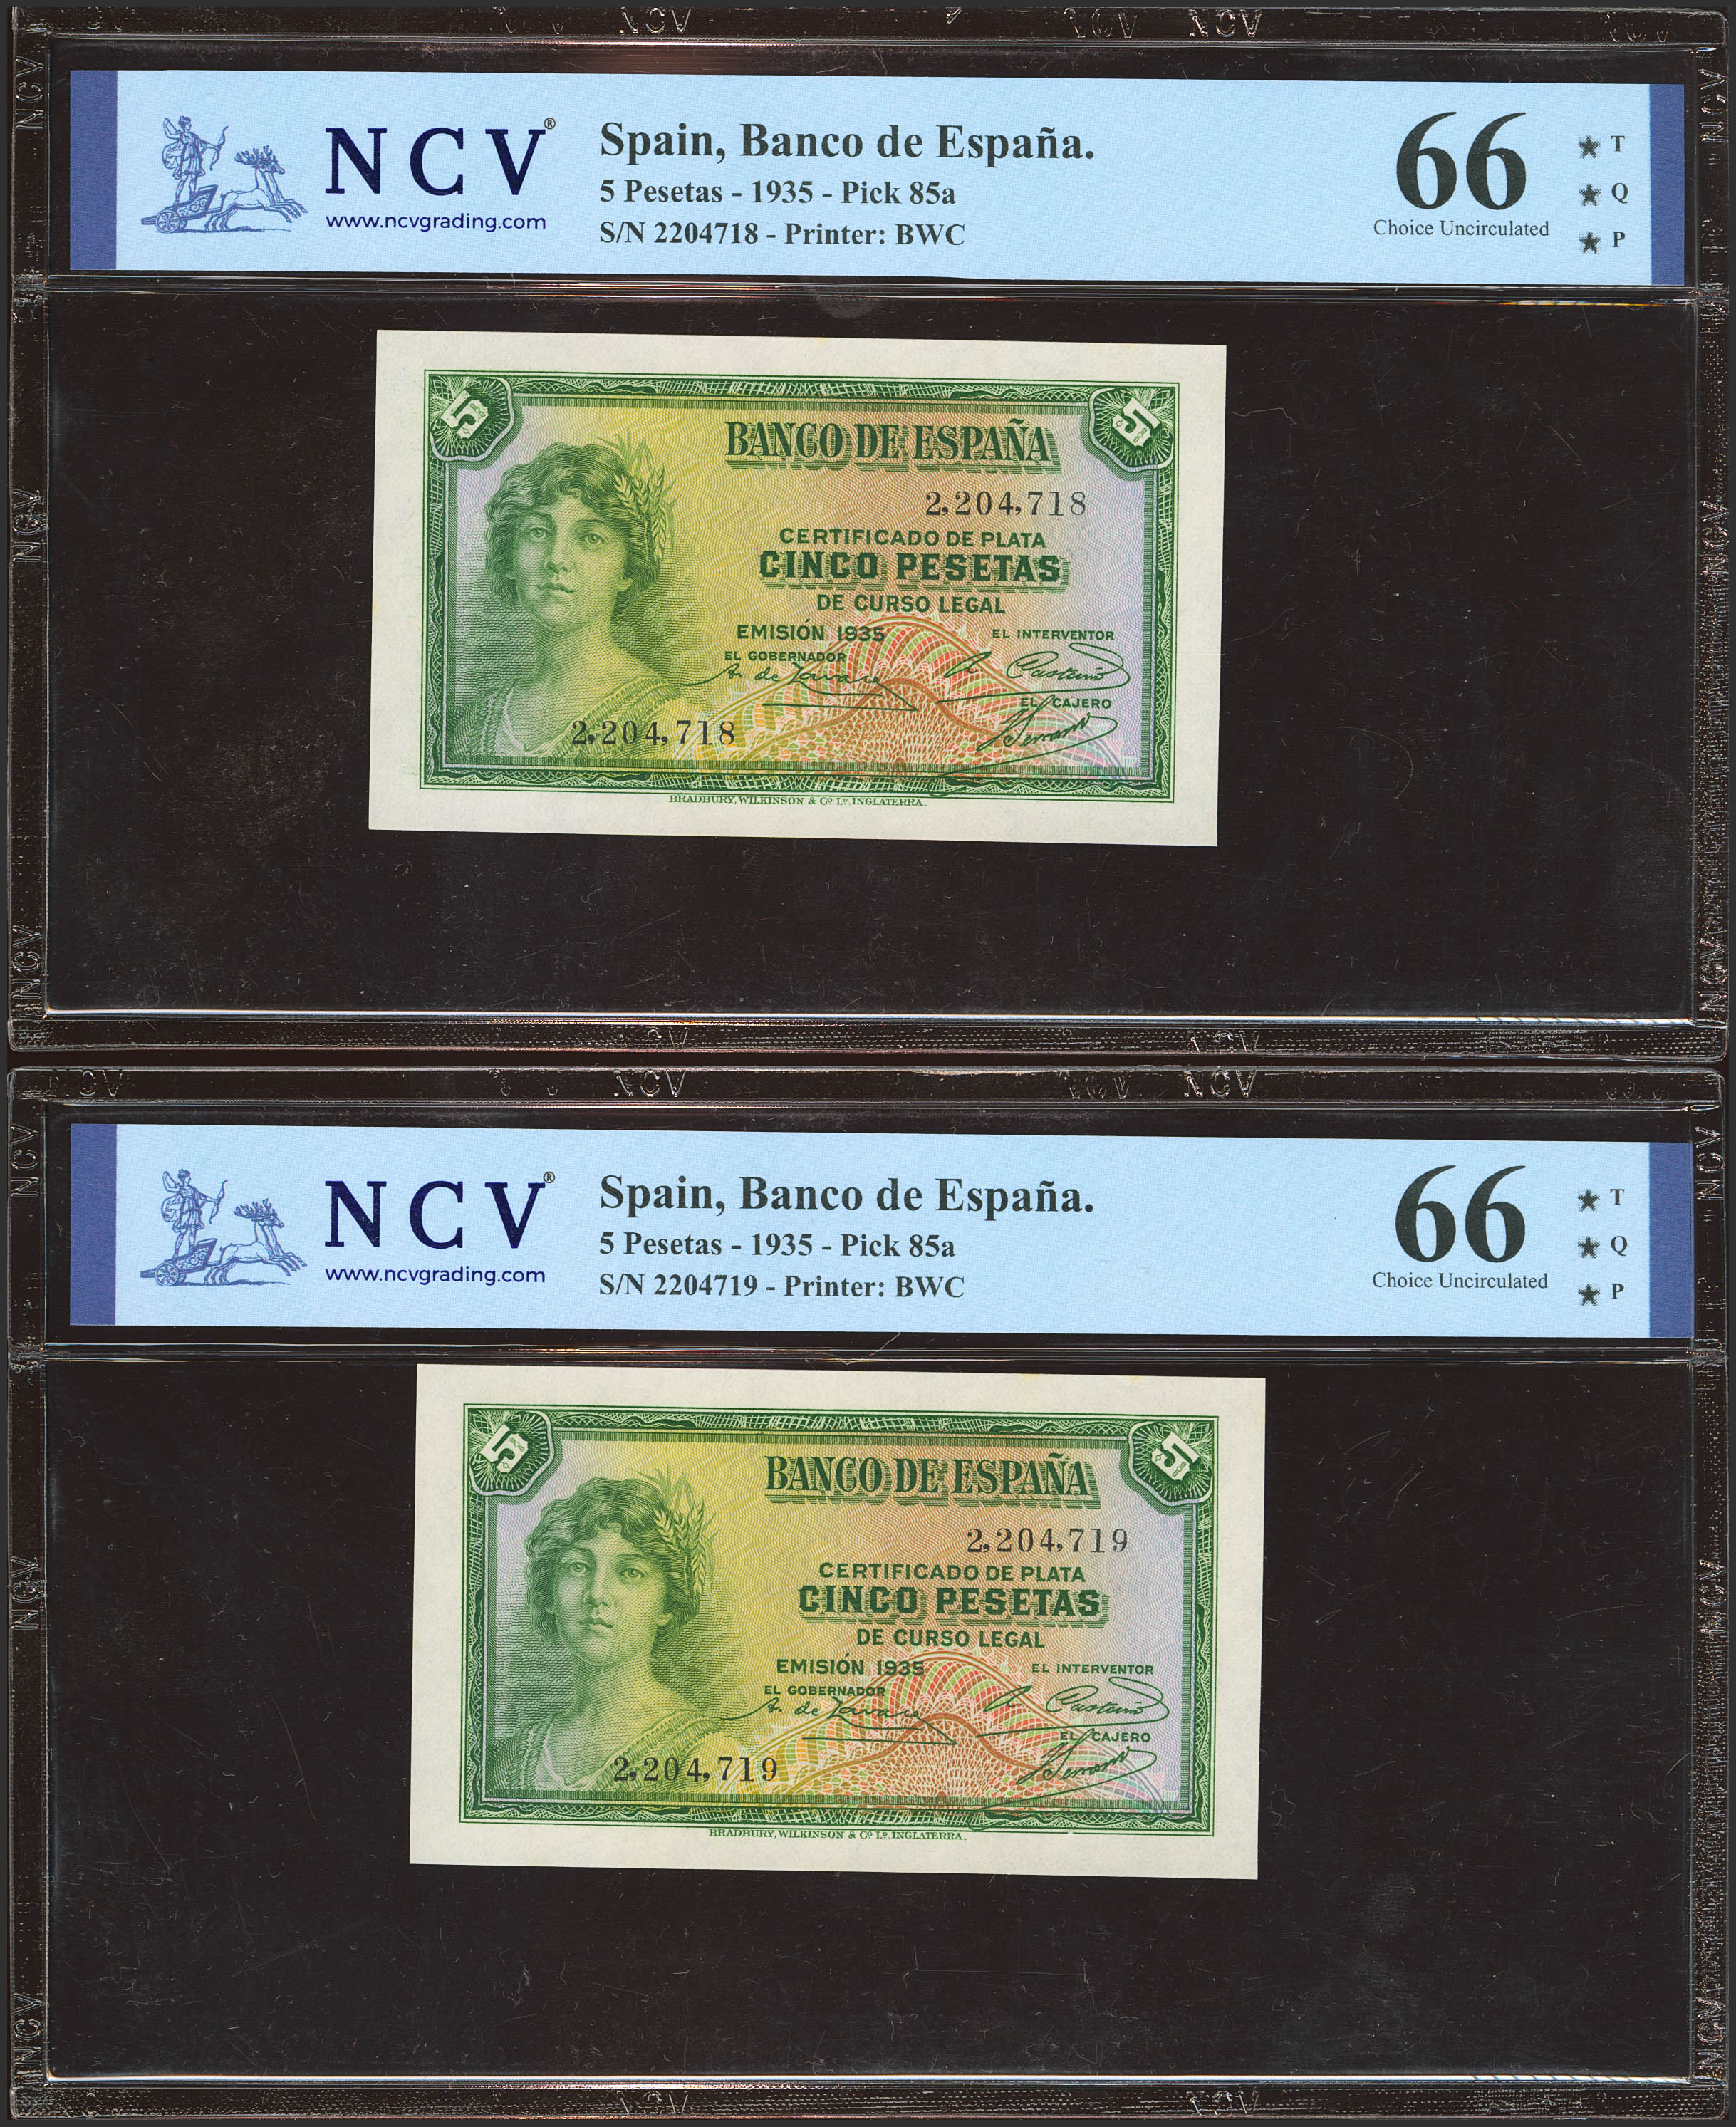 NCV®
www.ncvgrading.com
Spain, Banco de España.
5 Pesetas - 1935 - Pick 85a
S/N 2204718 - Printer: BWC
66
Choice Uncirculated
★ T
★ Q
★ P
5
5
BANCO DE ESPAÑA
2,204,718
CERTIFICADO DE PLATA
CINCO PESETAS
DE CURSO LEGAL
EMISIÓN 1935
EL INTERVENTOR
EL GOBERNADOR
EL CAJERO
2,204,718
BRADBURY, WILKINSON & Cº Lº. INGLATERRA.
NCV®
www.ncvgrading.com
Spain, Banco de España.
5 Pesetas - 1935 - Pick 85a
S/N 2204719 - Printer: BWC
66
Choice Uncirculated
★ T
★ Q
★ P
5
5
BANCO DE ESPAÑA
2,204,719
CERTIFICADO DE PLATA
CINCO PESETAS
DE CURSO LEGAL
EMISIÓN 1935
EL INTERVENTOR
EL GOBERNADOR
EL CAJERO
2,204,719
BRADBURY, WILKINSON & Cº Lº. INGLATERRA.